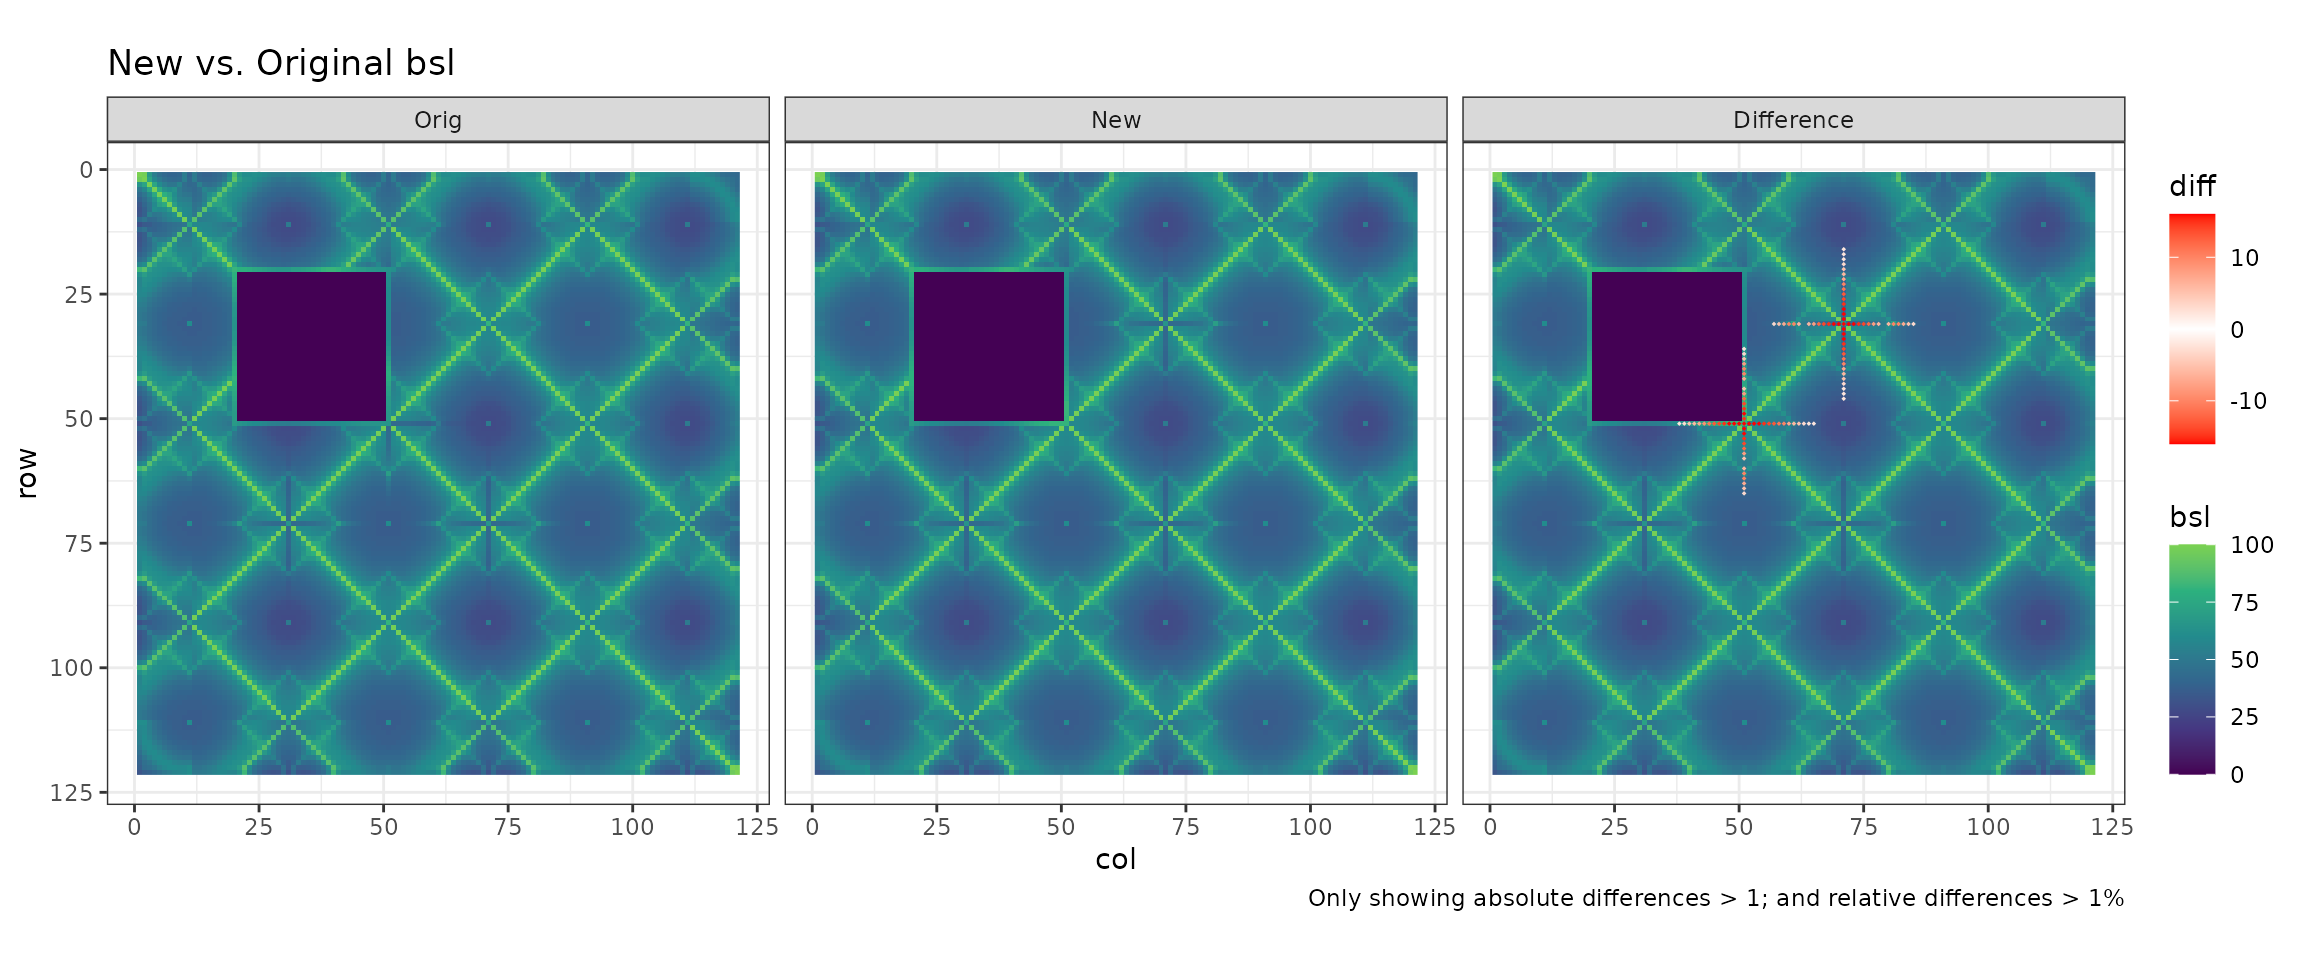 New vs. Original bsl
Orig
New
Difference
row
0
25
50
75
100
125
0 25 50 75 100 125
0 25 50 75 100 125
0 25 50 75 100 125
col
diff
10
0
-10
bsl
100
75
50
25
0
Only showing absolute differences > 1; and relative differences > 1%